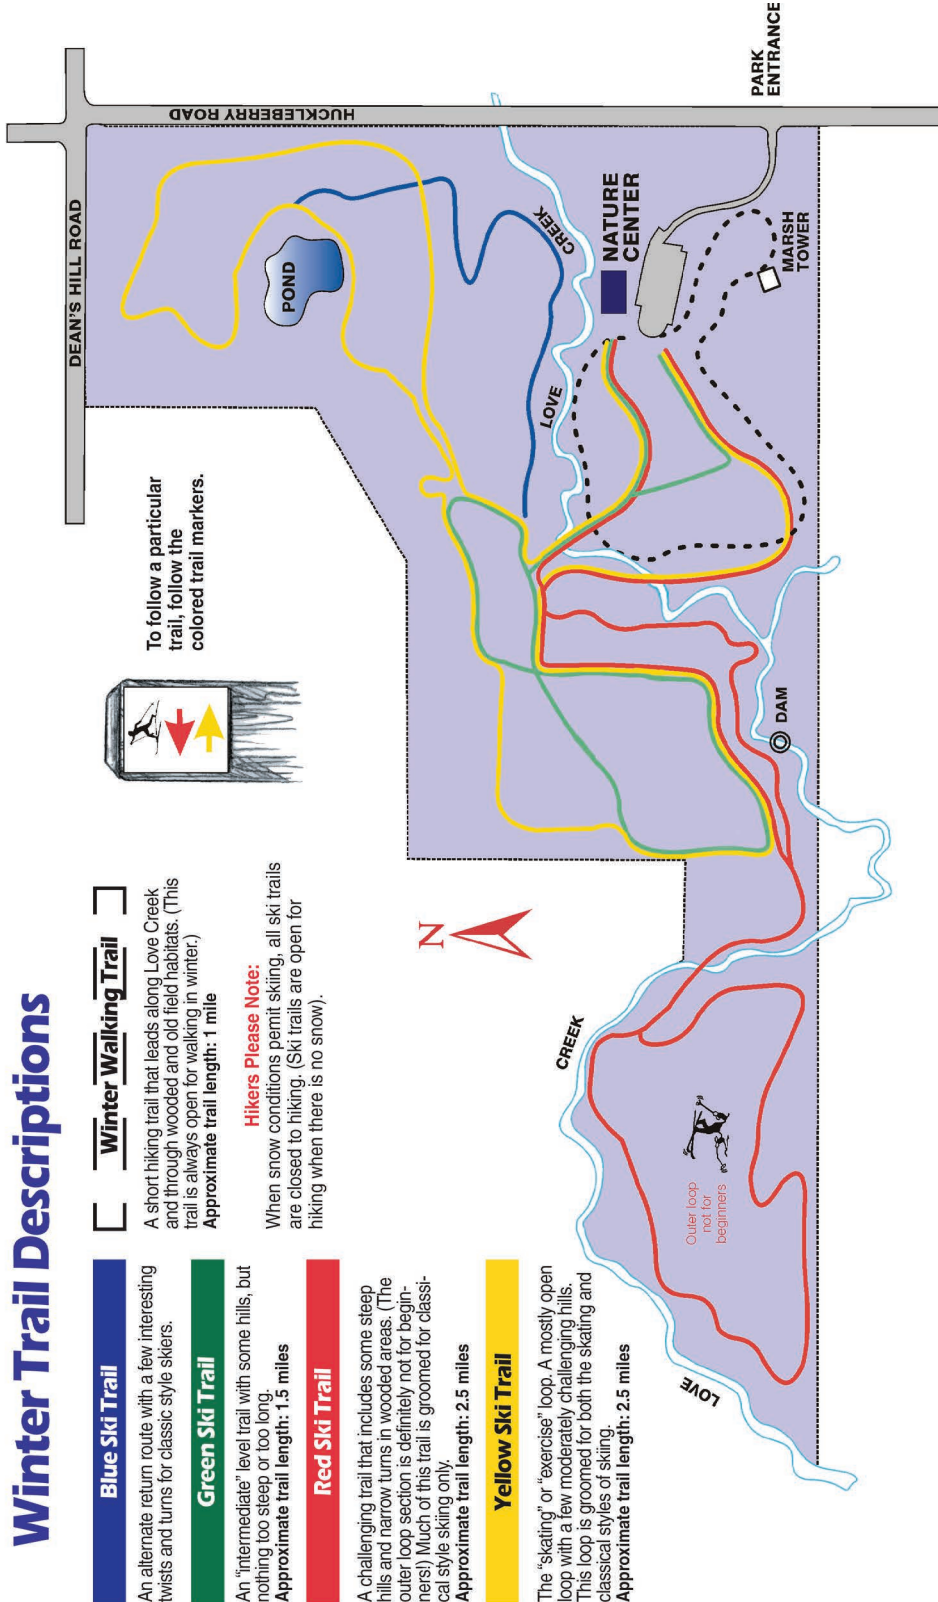 Winter Trail Descriptions
Blue Ski Trail
An alternate return route with a few interesting
twists and turns for classic style skiers.
Green Ski Trail
An “intermediate” level trail with some hills, but
nothing too steep or too long.
Approximate trail length: 1.5 miles
Red Ski Trail
A challenging trail that includes some steep
hills and narrow turns in wooded areas. (The
outer loop section is definitely not for begin-
ners!) Much of this trail is groomed for classi-
cal style skiing only.
Approximate trail length: 2.5 miles
Yellow Ski Trail
The “skating” or “exercise” loop. A mostly open
loop with a few moderately challenging hills.
This loop is groomed for both the skating and
classical styles of skiing.
Approximate trail length: 2.5 miles
Winter Walking Trail
A short hiking trail that leads along Love Creek
and through wooded and old field habitats. (This
trail is always open for walking in winter.)
Approximate trail length: 1 mile
Hikers Please Note:
When snow conditions permit skiing, all ski trails
are closed to hiking. (Ski trails are open for
hiking when there is no snow).
To follow a particular
trail, follow the
colored trail markers.
N
DEAN'S HILL ROAD
HUCKLEBERRY ROAD
POND
CREEK
LOVE
NATURE
CENTER
PARK
ENTRANCE
MARSH
TOWER
DAM
CREEK
LOVE
Outer loop
not for
beginners